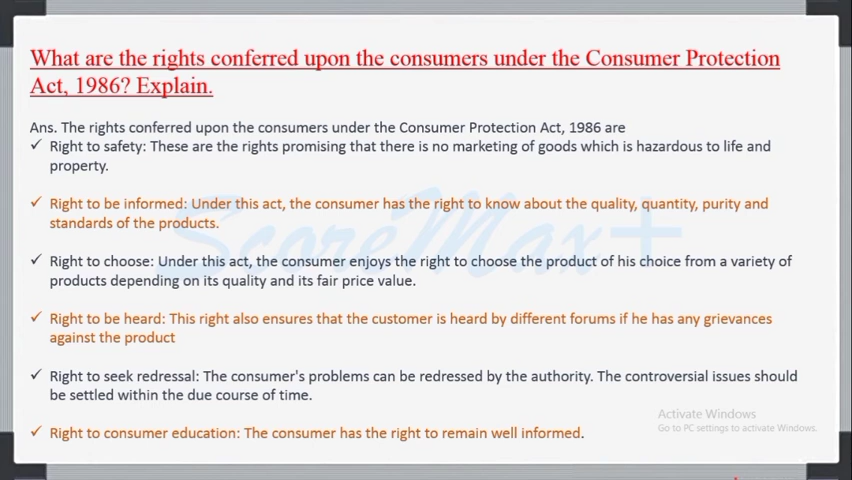 What are the rights conferred upon the consumers under the Consumer Protection
Act, 1986? Explain.
Ans. The rights conferred upon the consumers under the Consumer Protection Act, 1986 are
✓ Right to safety: These are the rights promising that there is no marketing of goods which is hazardous to life and
property.
✓ Right to be informed: Under this act, the consumer has the right to know about the quality, quantity, purity and
standards of the products.
✓ Right to choose: Under this act, the consumer enjoys the right to choose the product of his choice from a variety of
products depending on its quality and its fair price value.
✓ Right to be heard: This right also ensures that the customer is heard by different forums if he has any grievances
against the product
✓ Right to seek redressal: The consumer's problems can be redressed by the authority. The controversial issues should
be settled within the due course of time.
✓ Right to consumer education: The consumer has the right to remain well informed.
ScoreMax+
Activate Windows
Go to PC settings to activate Windows.